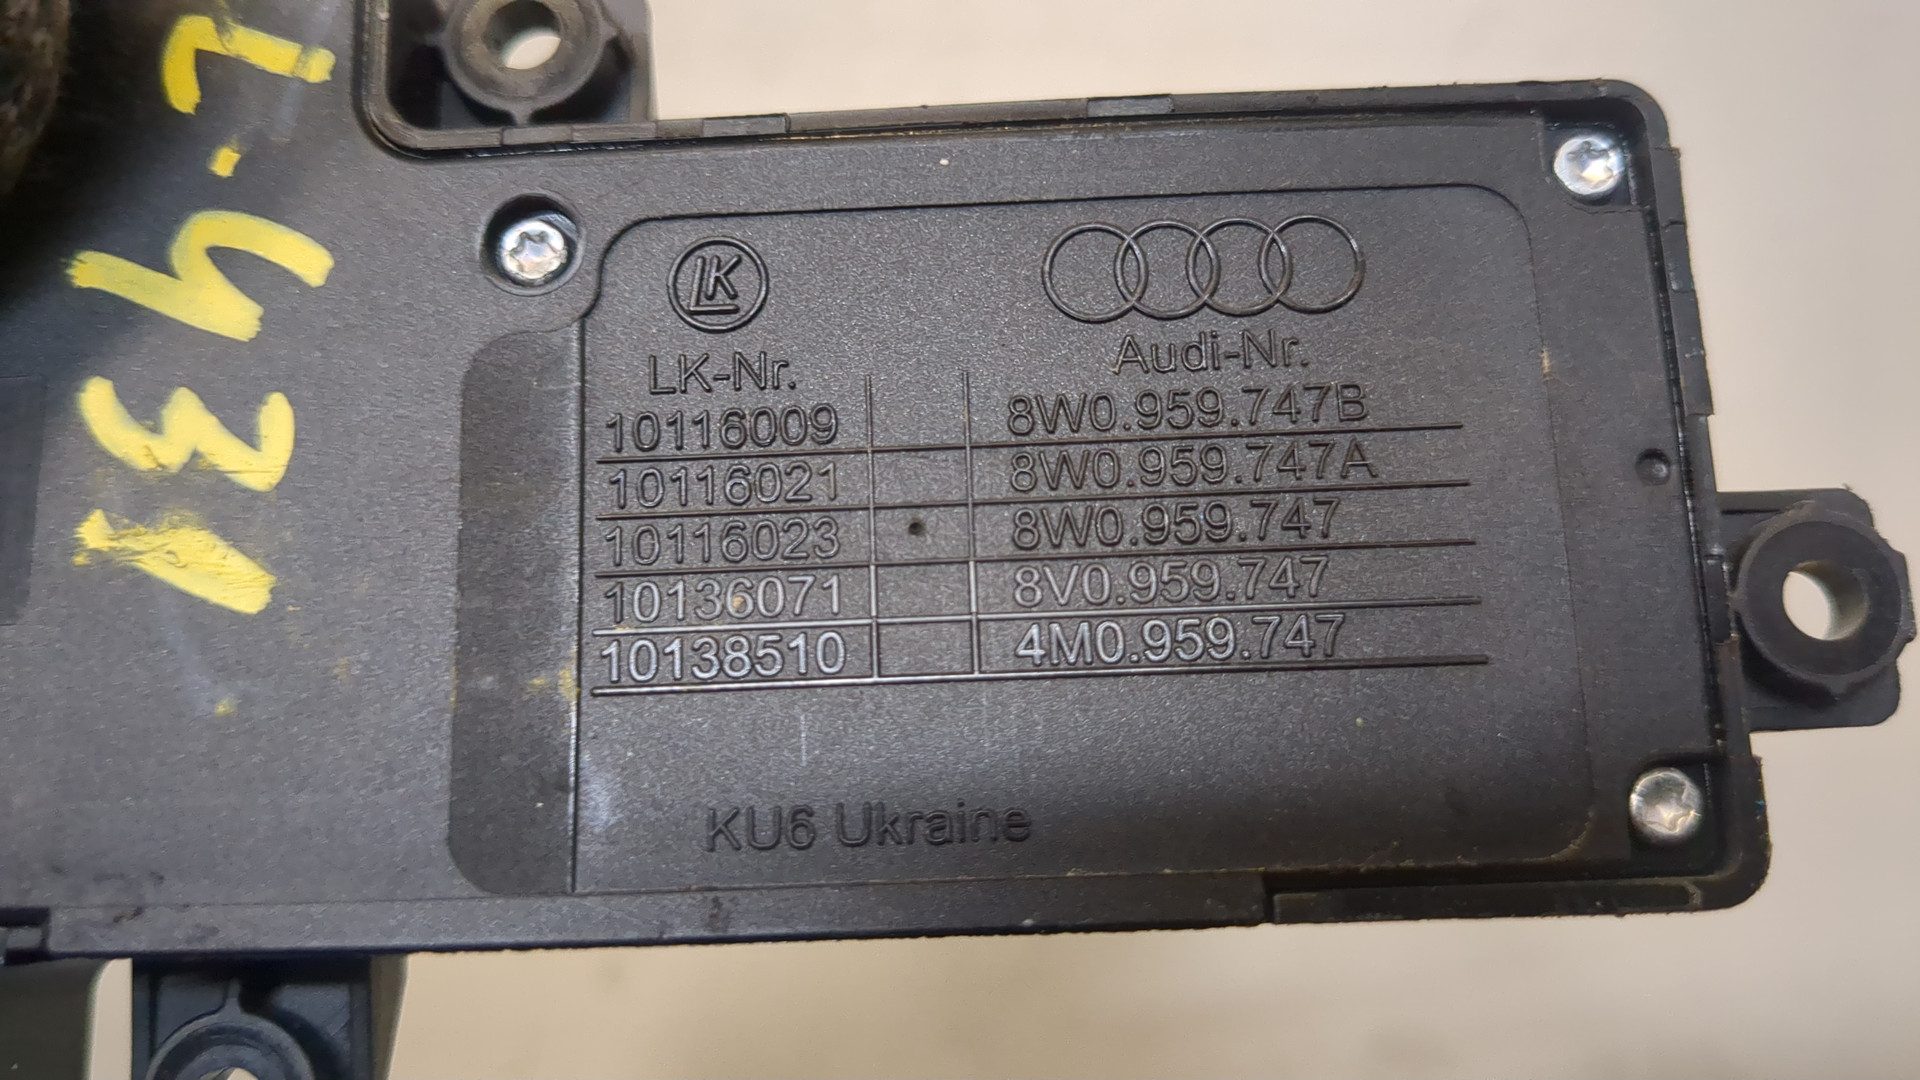 L-431
LK
LK-Nr. Audi-Nr.
10116009 8W0.959.747B
10116021 8W0.959.747A
10116023 8W0.959.747
10136071 8V0.959.747
10138510 4M0.959.747
KU6 Ukraine